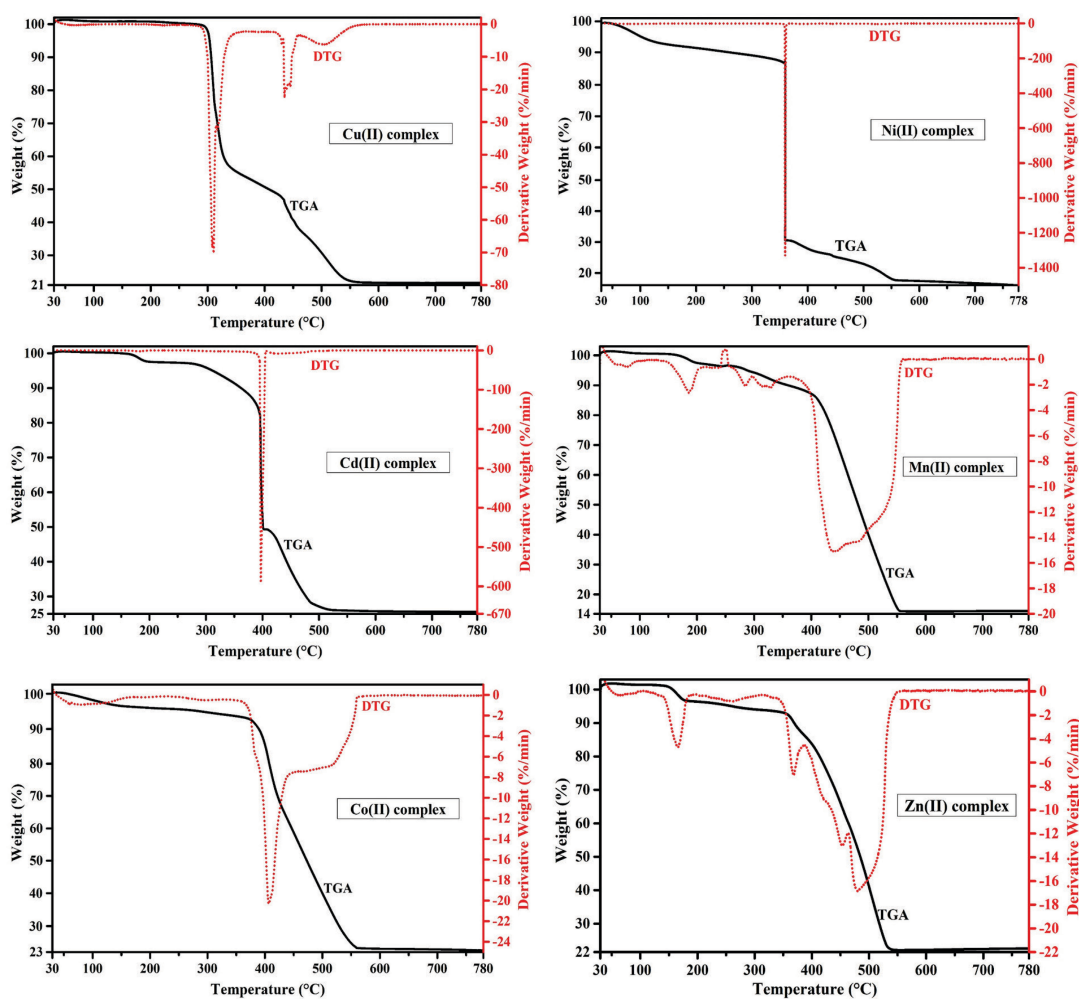 100
90
80
70
60
50
40
30
21
30 100 200 300 400 500 600 700 780
0
-10
-20
-30
-40
-50
-60
-70
-80
Weight (%)
Temperature (°C)
Derivative Weight (%/min)
DTG
Cu(II) complex
TGA
100
90
80
70
60
50
40
30
20
30 100 200 300 400 500 600 700 778
0
-200
-400
-600
-800
-1000
-1200
-1400
Weight (%)
Temperature (°C)
Derivative Weight (%/min)
DTG
Ni(II) complex
TGA
100
90
80
70
60
50
40
30
25
30 100 200 300 400 500 600 700 780
0
-100
-200
-300
-400
-500
-600
-670
Weight (%)
Temperature (°C)
Derivative Weight (%/min)
DTG
Cd(II) complex
TGA
100
90
80
70
60
50
40
30
20
14
30 100 200 300 400 500 600 700 780
0
-2
-4
-6
-8
-10
-12
-14
-16
-18
-20
Weight (%)
Temperature (°C)
Derivative Weight (%/min)
DTG
Mn(II) complex
TGA
100
90
80
70
60
50
40
30
23
30 100 200 300 400 500 600 700 780
0
-2
-4
-6
-8
-10
-12
-14
-16
-18
-20
-22
-24
Weight (%)
Temperature (°C)
Derivative Weight (%/min)
DTG
Co(II) complex
TGA
100
90
80
70
60
50
40
30
22
30 100 200 300 400 500 600 700 780
0
-2
-4
-6
-8
-10
-12
-14
-16
-18
-20
-22
Weight (%)
Temperature (°C)
Derivative Weight (%/min)
DTG
Zn(II) complex
TGA